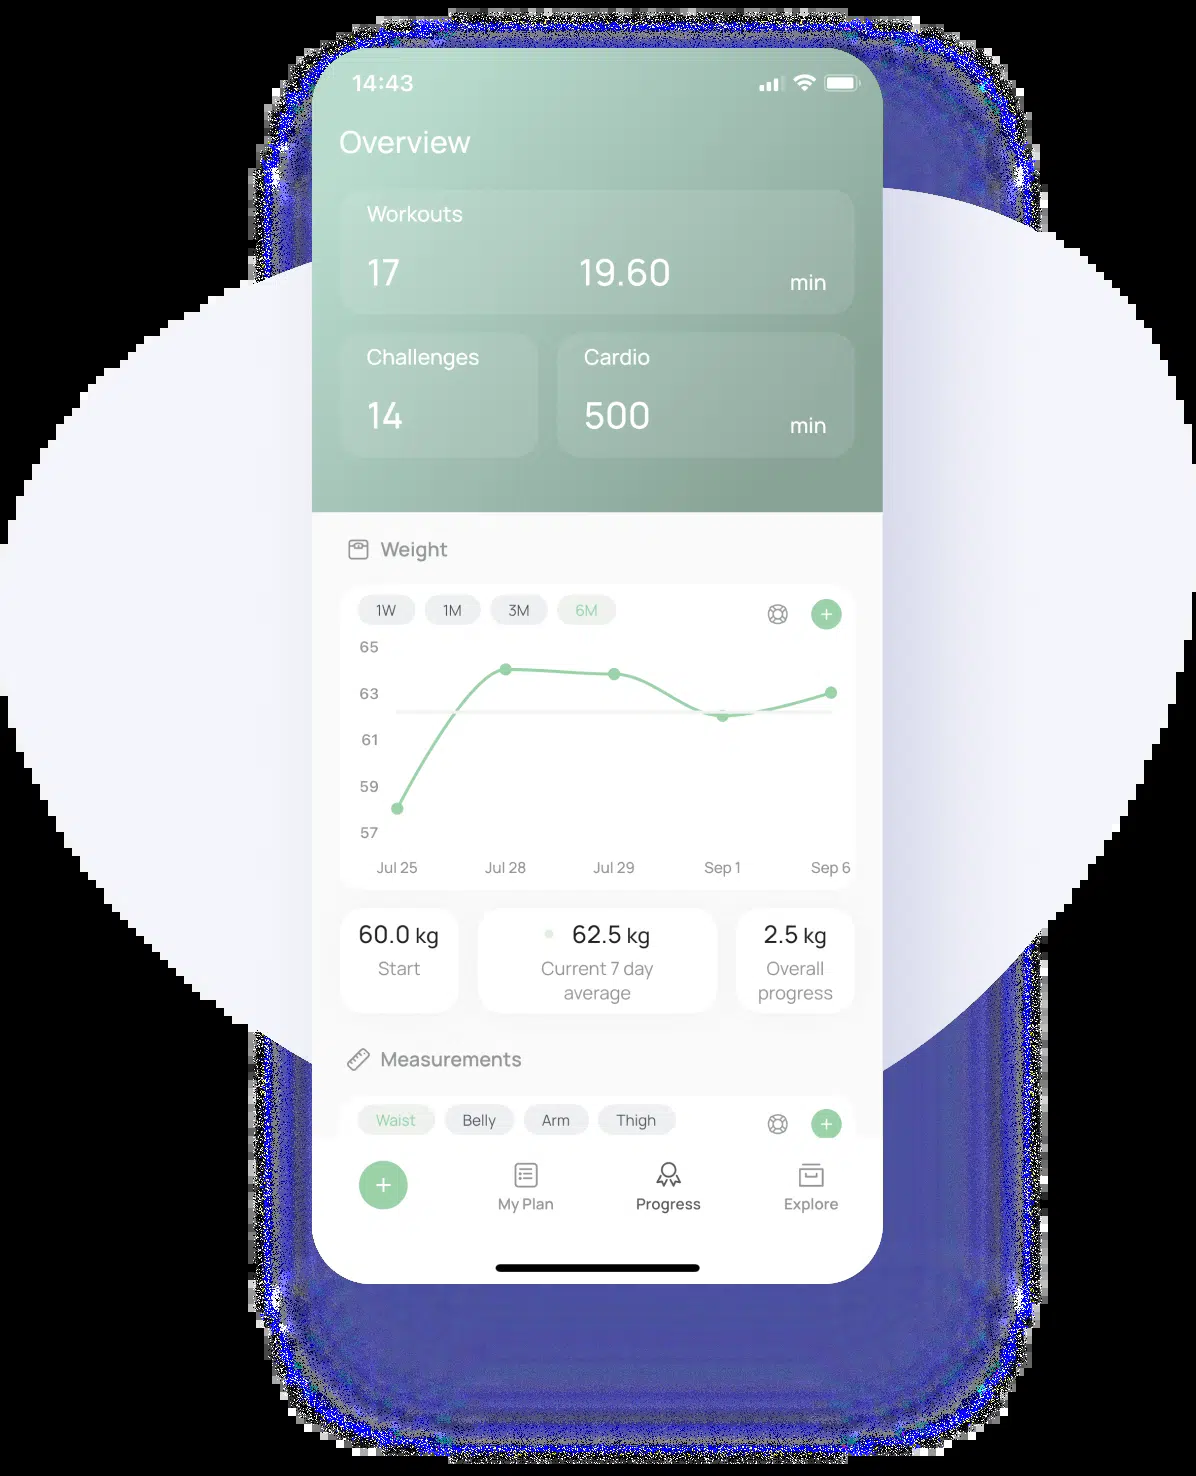 14:43
Overview
Workouts
17 19.60 min
Challenges Cardio
14 500 min
Weight
1W 1M 3M 6M
65
63
61
59
57
Jul 25 Jul 28 Jul 29 Sep 1 Sep 6
60.0 kg 62.5 kg 2.5 kg
Start Current 7 day Overall
average progress
Measurements
Waist Belly Arm Thigh
My Plan Progress Explore